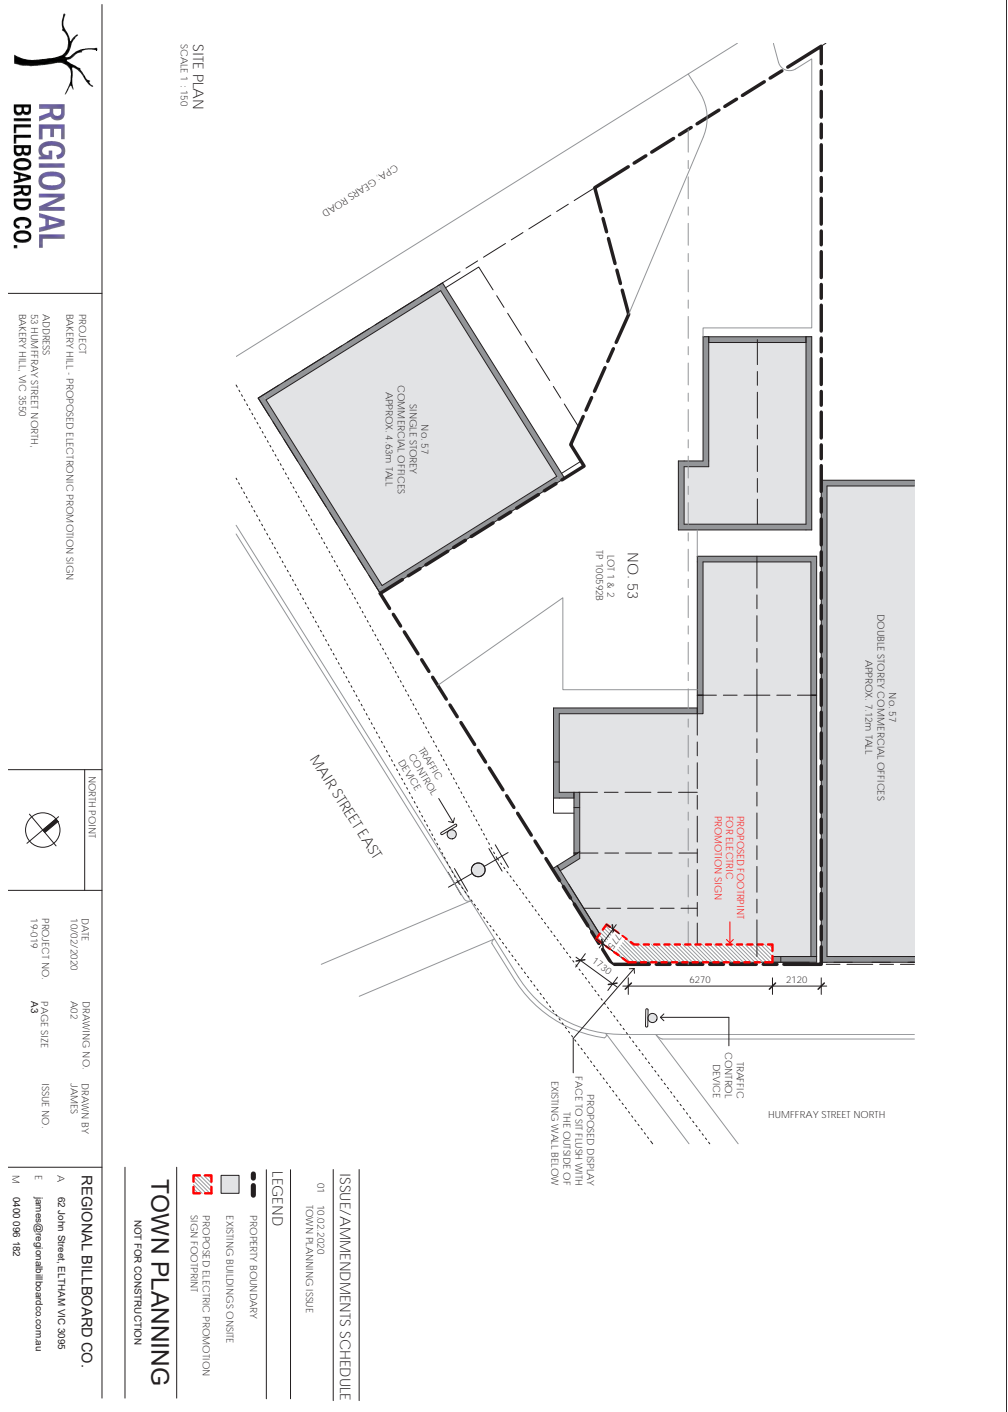 SITE PLAN
SCALE 1 : 150
CPA: GEARS ROAD
No. 57
SINGLE STOREY
COMMERCIAL OFFICES
APPROX. 4.63m TALL
NO. 53
LOT 1 & 2
TP 100592B
No. 57
DOUBLE STOREY COMMERCIAL OFFICES
APPROX. 7.12m TALL
MAIR STREET EAST
TRAFFIC
CONTROL
DEVICE
PROPOSED FOOTRPINT
FOR ELECTRIC
PROMOTION SIGN
1730
6270
2120
TRAFFIC
CONTROL
DEVICE
HUMFFRAY STREET NORTH
PROPOSED DISPLAY
FACE TO SIT FLUSH WITH
THE OUTSIDE OF
EXISTING WALL BELOW
ISSUE/AMMENDMENTS SCHEDULE
01 10.02.2020
TOWN PLANNING ISSUE
LEGEND
PROPERTY BOUNDARY
EXISTING BUILDINGS ONSITE
PROPOSED ELECTRIC PROMOTION
SIGN FOOTPRINT
TOWN PLANNING
NOT FOR CONSTRUCTION
REGIONAL
BILLBOARD CO.
PROJECT
BAKERY HILL - PROPOSED ELECTRONIC PROMOTION SIGN
ADDRESS
53 HUMFFRAY STREET NORTH,
BAKERY HILL, VIC 3550
NORTH POINT
DATE
10/02/2020
DRAWING NO.
A02
DRAWN BY
JAMES
PROJECT NO.
19-019
PAGE SIZE
A3
ISSUE NO.
REGIONAL BILLBOARD CO.
A 62 John Street, ELTHAM VIC 3095
E james@regionalbillboardco.com.au
M 0400 096 182